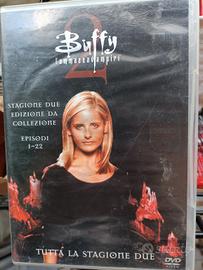 Buffy
l'ammazzavampiri
2
STAGIONE DUE
EDIZIONE DA
COLLEZIONE
EPISODI
1-22
TUTTA LA STAGIONE DUE
DVD